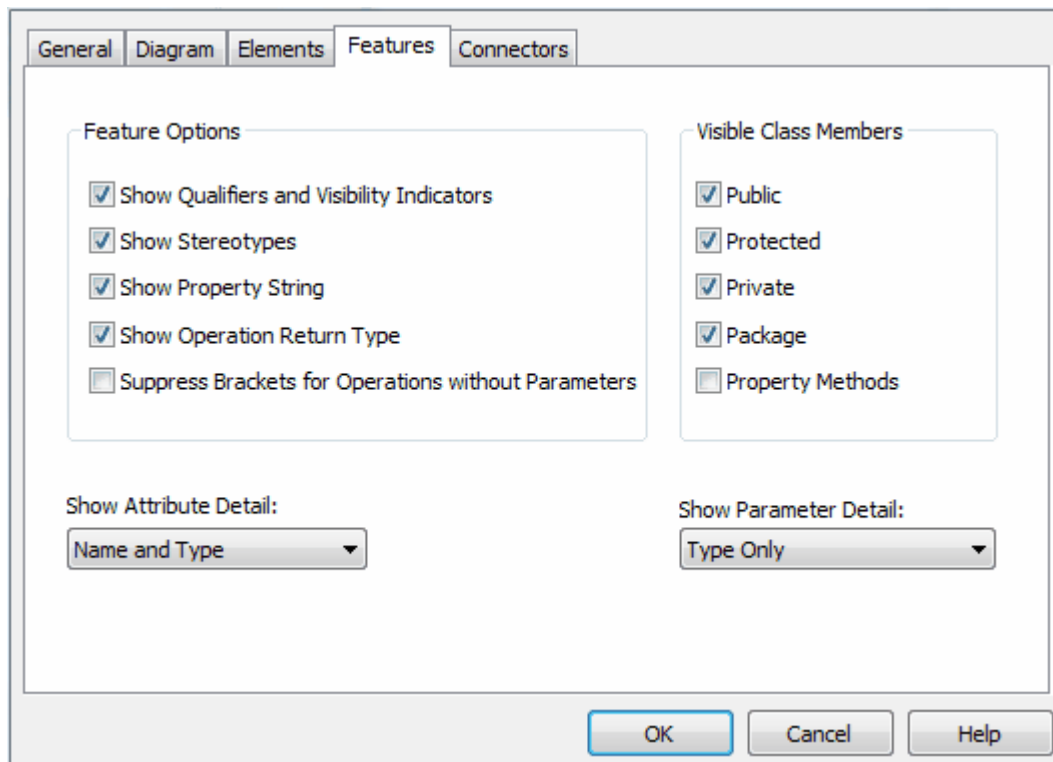 General Diagram Elements Features Connectors
Feature Options
Show Qualifiers and Visibility Indicators
Show Stereotypes
Show Property String
Show Operation Return Type
Suppress Brackets for Operations without Parameters
Visible Class Members
Public
Protected
Private
Package
Property Methods
Show Attribute Detail:
Name and Type
Show Parameter Detail:
Type Only
OK Cancel Help